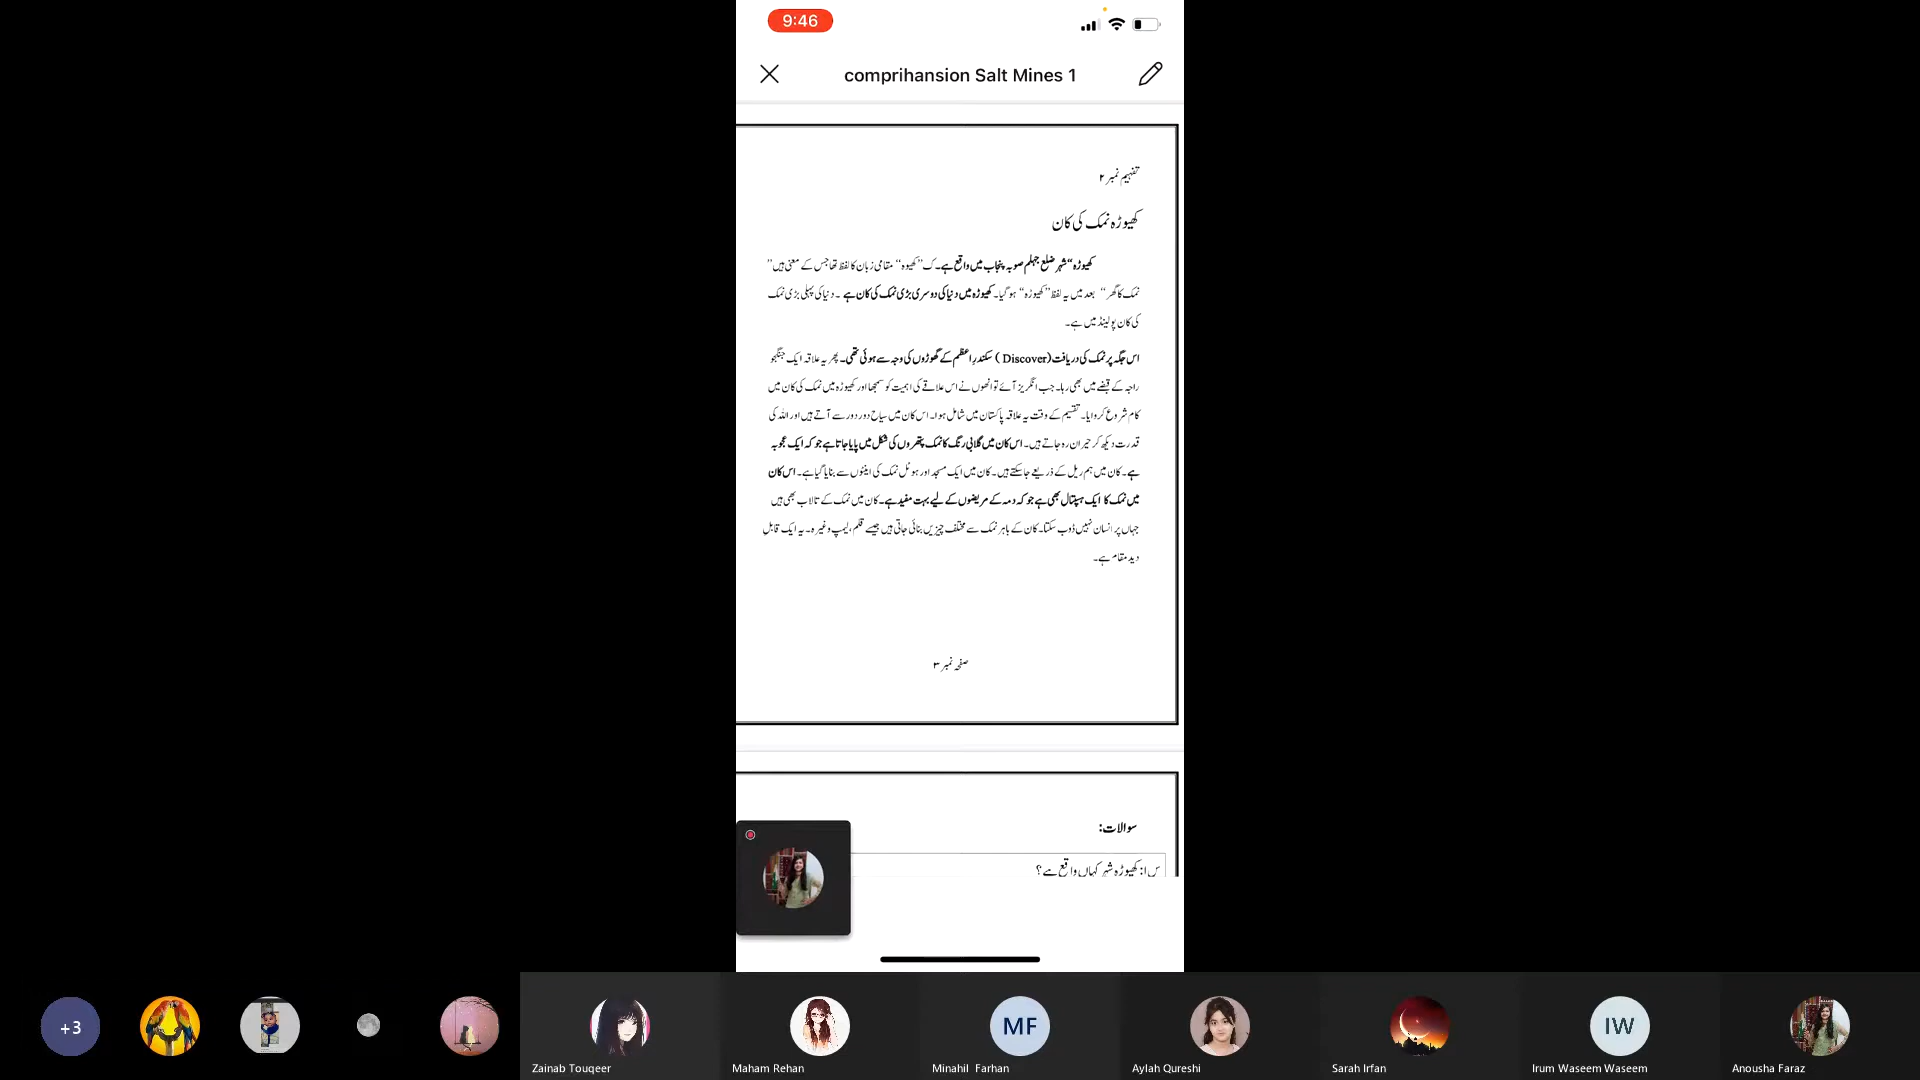 9:46
comprihansion Salt Mines 1
تفہیم نمبر ۲
کھیوڑہ نمک کی کان
کھیوڑہ“ شہر ضلع جہلم صوبہ پنجاب میں واقع ہے۔ ک”کھیوہ“ مقامی زبان کا لفظ تھا جس کے معنی ہیں”
نمک کا گھر“ بعد میں یہ لفظ ”کھیوڑہ“ ہو گیا۔ کھیوڑہ میں دنیا کی دوسری بڑی نمک کی کان ہے ۔ دنیا کی پہلی بڑی نمک
کی کان پولینڈ میں ہے۔
اس جگہ پر نمک کی دریافت(Discover ) سکندرِ اعظم کے گھوڑوں کی وجہ سے ہوئی تھی۔ پھر یہ علاقہ ایک جنگجو
راجہ کے قبضے میں بھی رہا۔ جب انگریز آئے تو انھوں نے اس علاقے کی اہمیت کو سمجھا اور کھیوڑہ میں نمک کی کان میں
کام شروع کروایا۔ تقسیم کے وقت یہ علاقہ پاکستان میں شامل ہوا۔ اس کان میں سیاح دور دور سے آتے ہیں اور اللہ کی
قدرت دیکھ کر حیران رہ جاتے ہیں۔ اس کان میں گلابی رنگ کا نمک پتھروں کی شکل میں پایا جاتا ہے جو کہ ایک عجوبہ
ہے۔ کان میں ہم ریل کے ذریعے جا سکتے ہیں۔ کان میں ایک مسجد اور ہوٹل نمک کی اینٹوں سے بنایا گیا ہے۔ اس کان
میں نمک کا ایک ہسپتال بھی ہے جو کہ دمہ کے مریضوں کے لیے بہت مفید ہے۔ کان میں نمک کے تالاب بھی ہیں
جہاں پر انسان نہیں ڈوب سکتا۔ کان کے باہر نمک سے مختلف چیزیں بنائی جاتی ہیں جیسے قلم، لیمپ وغیرہ۔ یہ ایک قابل
دید مقام ہے۔
صفحہ نمبر ۳
سوالات:
س۱: کھیوڑہ شہر کہاں واقع ہے؟
+3
MF
IW
Zainab Touqeer
Maham Rehan
Minahil Farhan
Aylah Qureshi
Sarah Irfan
Irum Waseem Waseem
Anousha Faraz